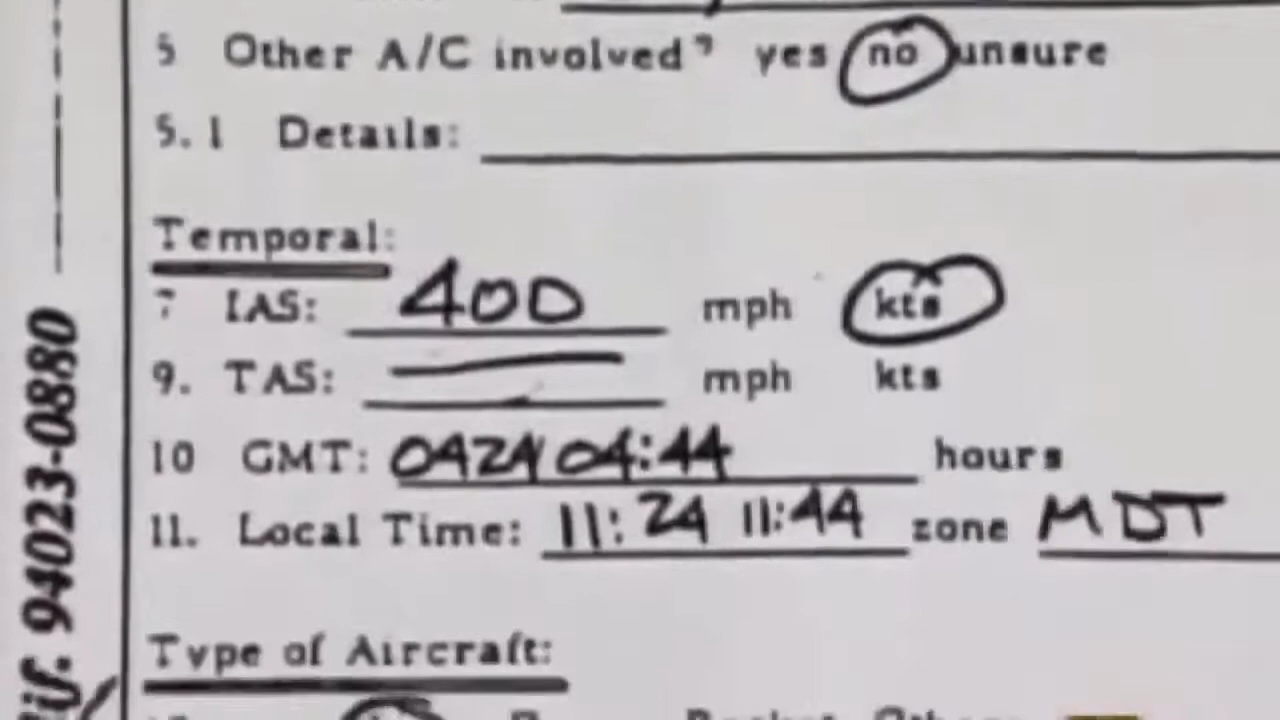 5 Other A/C involved? yes no unsure
5.1 Details:
Temporal:
7 IAS: 400 mph kts
9. TAS: mph kts
10 GMT: 0424 04:44 hours
11. Local Time: 11:24 11:44 zone MDT
Type of Aircraft:
94023-0880